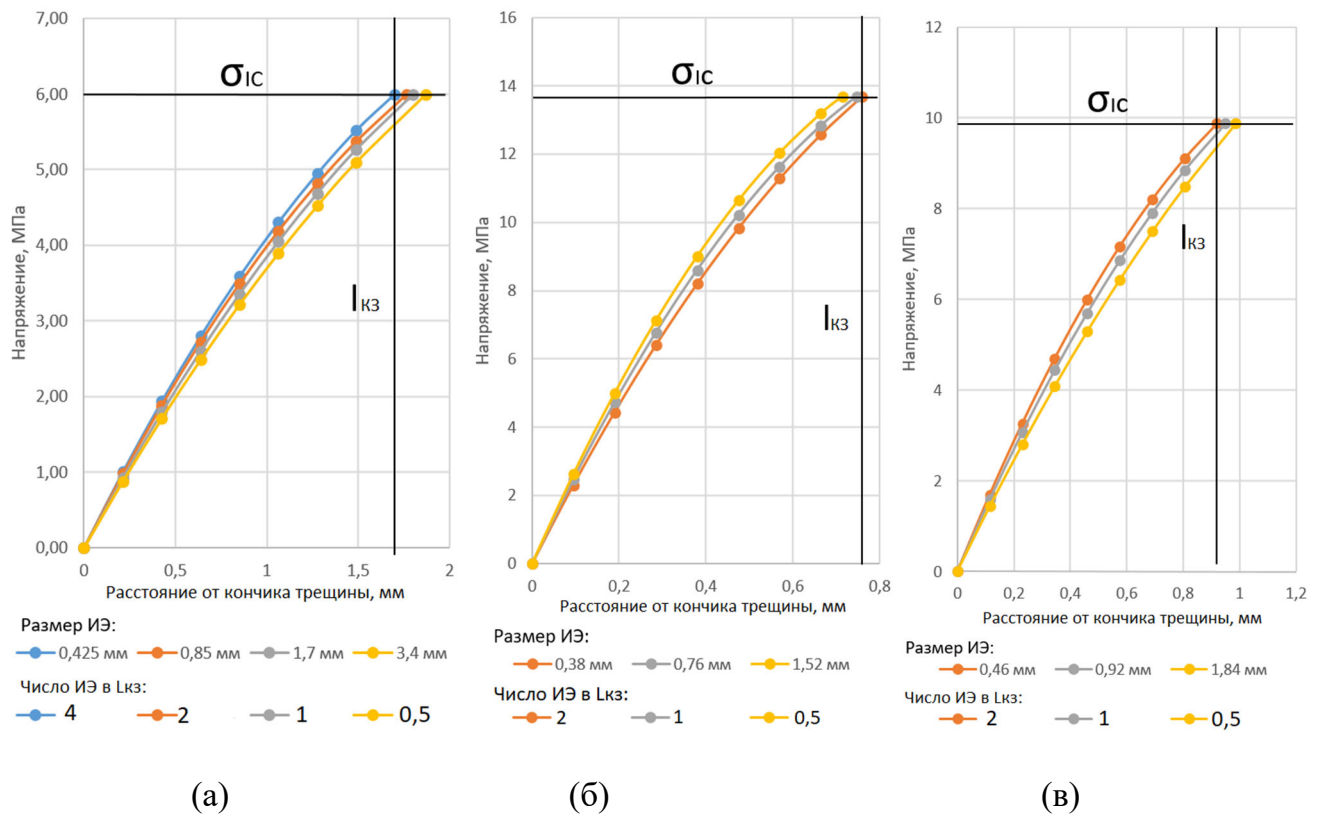 7,00
6,00
5,00
4,00
3,00
2,00
1,00
0,00
Напряжение, МПа
σIC
lкз
0 0,5 1 1,5 2
Расстояние от кончика трещины, мм
Размер ИЭ:
0,425 мм 0,85 мм 1,7 мм 3,4 мм
Число ИЭ в Lкз:
4 2 1 0,5
(а)
16
14
12
10
8
6
4
2
0
Напряжение, МПа
σIC
lкз
0 0,2 0,4 0,6 0,8
Расстояние от кончика трещины, мм
Размер ИЭ:
0,38 мм 0,76 мм 1,52 мм
Число ИЭ в Lкз:
2 1 0,5
(б)
12
10
8
6
4
2
0
Напряжение, МПа
σIC
lкз
0 0,2 0,4 0,6 0,8 1 1,2
Расстояние от кончика трещины, мм
Размер ИЭ:
0,46 мм 0,92 мм 1,84 мм
Число ИЭ в Lкз:
2 1 0,5
(в)